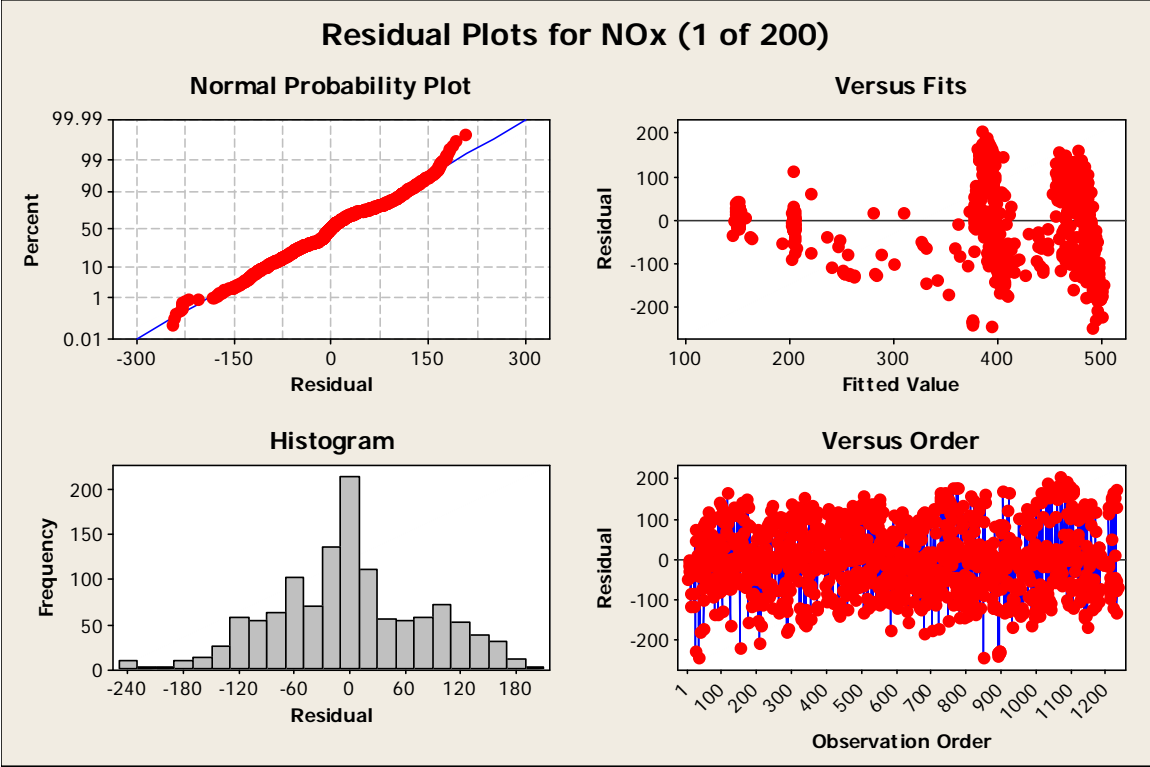 Residual Plots for NOx (1 of 200)
Normal Probability Plot
99.99
99
90
50
10
1
0.01
Percent
-300 -150 0 150 300
Residual
Versus Fits
200
100
0
-100
-200
Residual
100 200 300 400 500
Fitted Value
Histogram
200
150
100
50
0
Frequency
-240 -180 -120 -60 0 60 120 180
Residual
Versus Order
200
100
0
-100
-200
Residual
1 100 200 300 400 500 600 700 800 900 1000 1100 1200
Observation Order